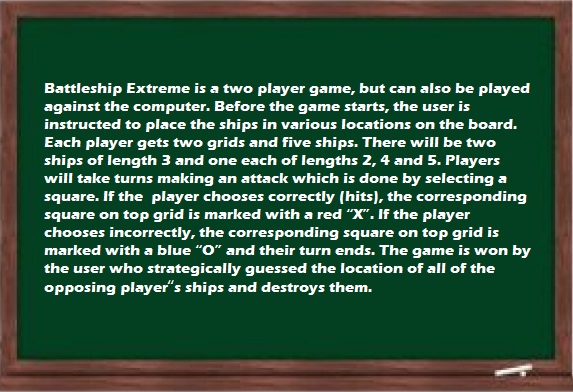 Battleship Extreme is a two player game, but can also be played
against the computer. Before the game starts, the user is
instructed to place the ships in various locations on the board.
Each player gets two grids and five ships. There will be two
ships of length 3 and one each of lengths 2, 4 and 5. Players
will take turns making an attack which is done by selecting a
square. If the  player chooses correctly (hits), the corresponding
square on top grid is marked with a red “X”. If the player
chooses incorrectly, the corresponding square on top grid is
marked with a blue “O” and their turn ends. The game is won by
the user who strategically guessed the location of all of the
opposing player“s ships and destroys them.